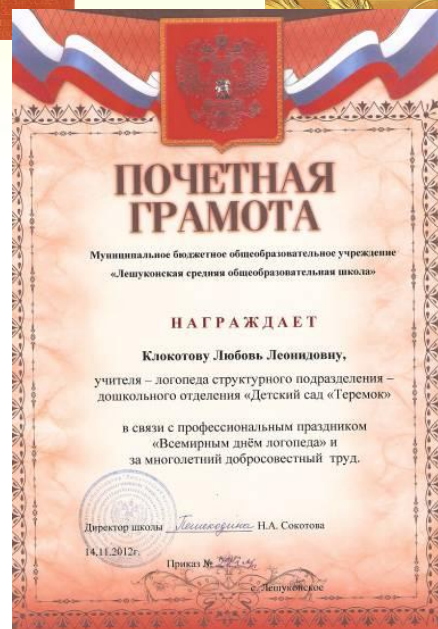 ПОЧЕТНАЯ
ГРАМОТА
Муниципальное бюджетное общеобразовательное учреждение
«Лешуконская средняя общеобразовательная школа»
НАГРАЖДАЕТ
Клокотову Любовь Леонидовну,
учителя – логопеда структурного подразделения –
дошкольного отделения «Детский сад «Теремок»
в связи с профессиональным праздником
«Всемирным днём логопеда» и
за многолетний добросовестный труд.
Директор школы Н.А. Сокотова
14.11.2012г.
Приказ №
с. Лешуконское